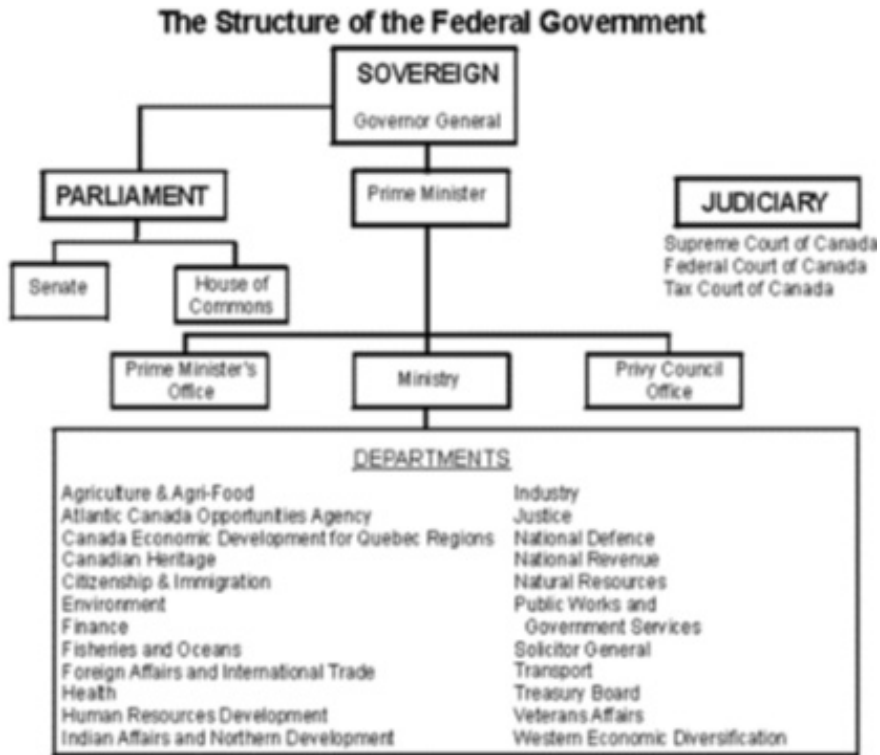 The Structure of the Federal Government
SOVEREIGN
Governor General
PARLIAMENT
Prime Minister
JUDICIARY
Supreme Court of Canada
Federal Court of Canada
Tax Court of Canada
Senate
House of
Commons
Prime Minister's
Office
Ministry
Privy Council
Office
DEPARTMENTS
Agriculture & Agri-Food
Atlantic Canada Opportunities Agency
Canada Economic Development for Quebec Regions
Canadian Heritage
Citizenship & Immigration
Environment
Finance
Fisheries and Oceans
Foreign Affairs and International Trade
Health
Human Resources Development
Indian Affairs and Northern Development
Industry
Justice
National Defence
National Revenue
Natural Resources
Public Works and
Government Services
Solicitor General
Transport
Treasury Board
Veterans Affairs
Western Economic Diversification